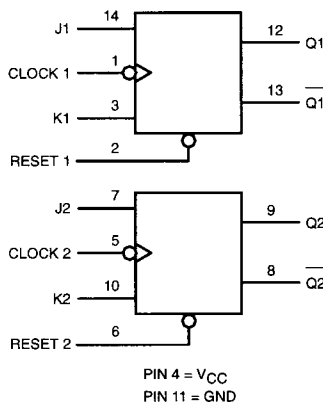 J1 14
CLOCK 1 1
K1 3
RESET 1 2
12 Q1
13 Q1̅
J2 7
CLOCK 2 5
K2 10
RESET 2 6
9 Q2
8 Q2̅
PIN 4 = VCC
PIN 11 = GND